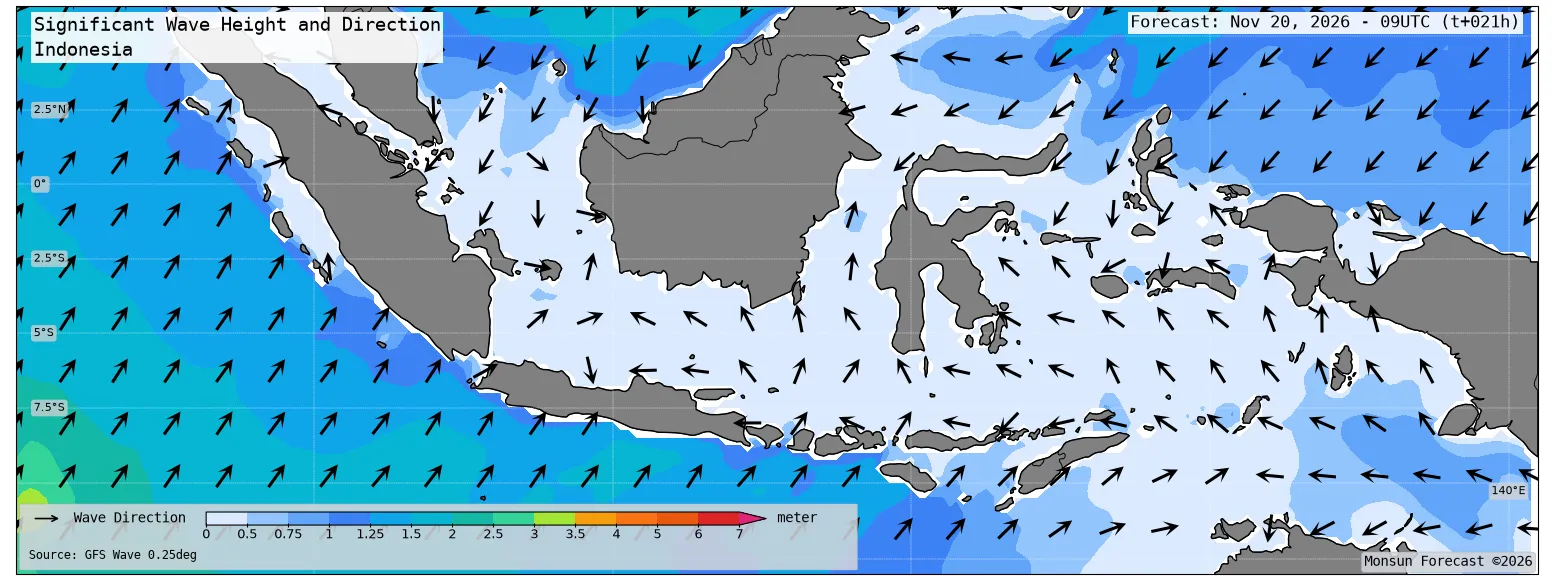 Significant Wave Height and Direction
Indonesia
Forecast: Nov 20, 2026 - 09UTC (t+021h)
2.5°N
0°
2.5°S
5°S
7.5°S
140°E
Wave Direction
0 0.5 0.75 1 1.25 1.5 2 2.5 3 3.5 4 5 6 7
meter
Source: GFS Wave 0.25deg
Monsun Forecast ©2026